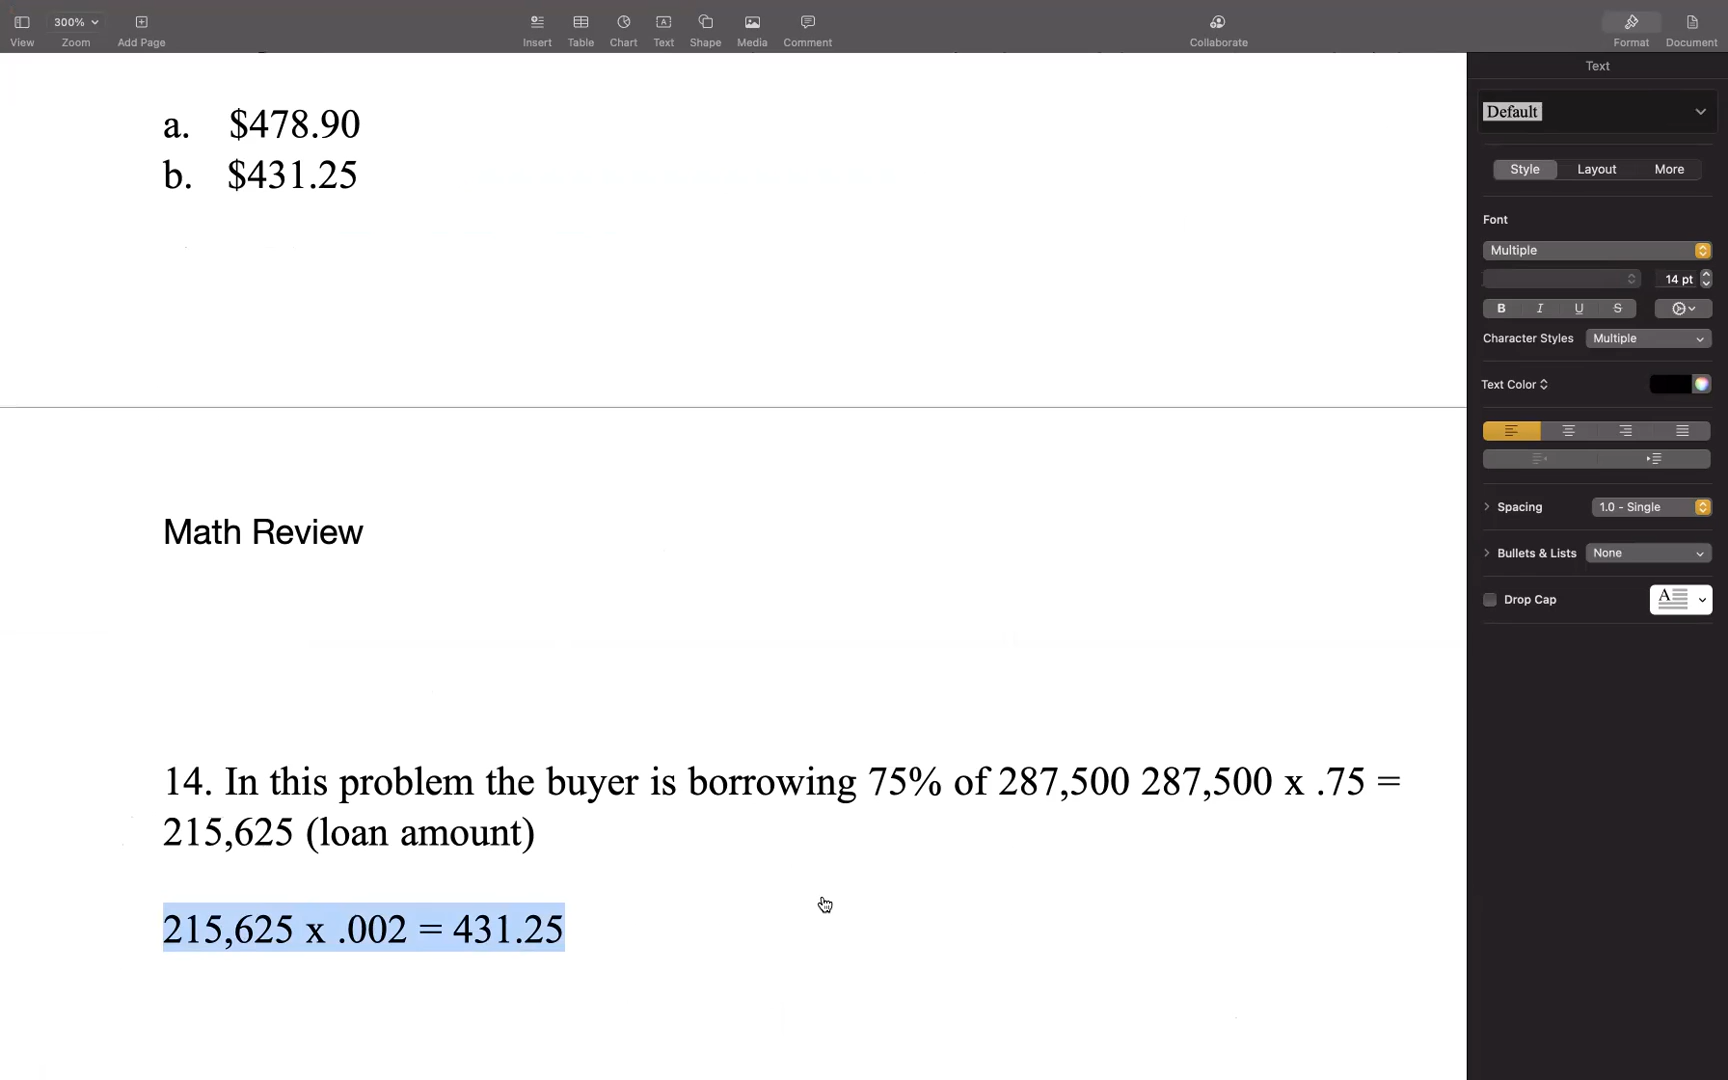 300%
View
Zoom
Add Page
Insert
Table
Chart
Text
Shape
Media
Comment
Collaborate
Format
Document
Text
Default
Style
Layout
More
Font
Multiple
14 pt
B I U S
Character Styles
Multiple
Text Color
Spacing
1.0 - Single
Bullets & Lists
None
Drop Cap
A
a. $478.90
b. $431.25
Math Review
14. In this problem the buyer is borrowing 75% of 287,500 287,500 x .75 =
215,625 (loan amount)
215,625 x .002 = 431.25